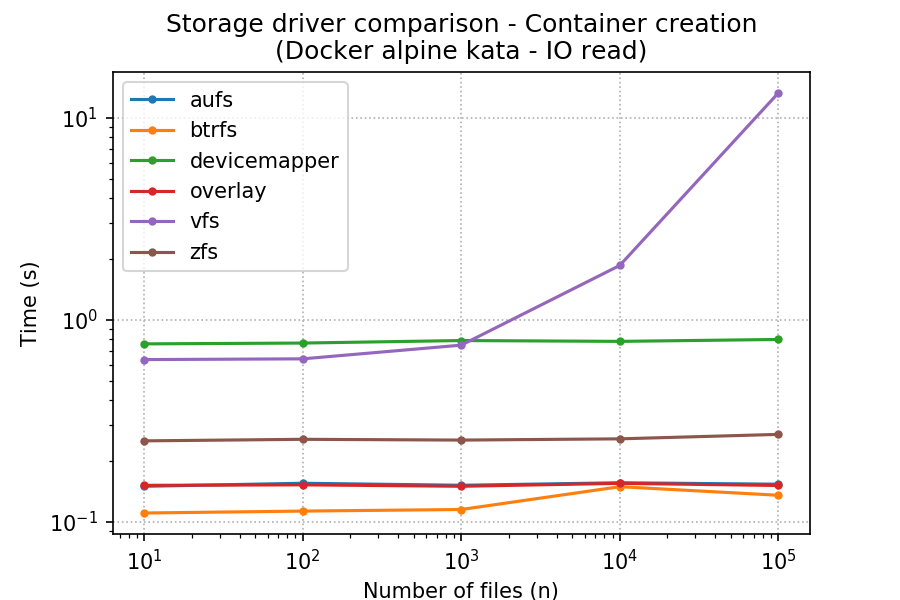 Storage driver comparison - Container creation
(Docker alpine kata - IO read)
aufs
btrfs
devicemapper
overlay
vfs
zfs
Time (s)
10¹
10⁰
10⁻¹
10¹ 10² 10³ 10⁴ 10⁵
Number of files (n)